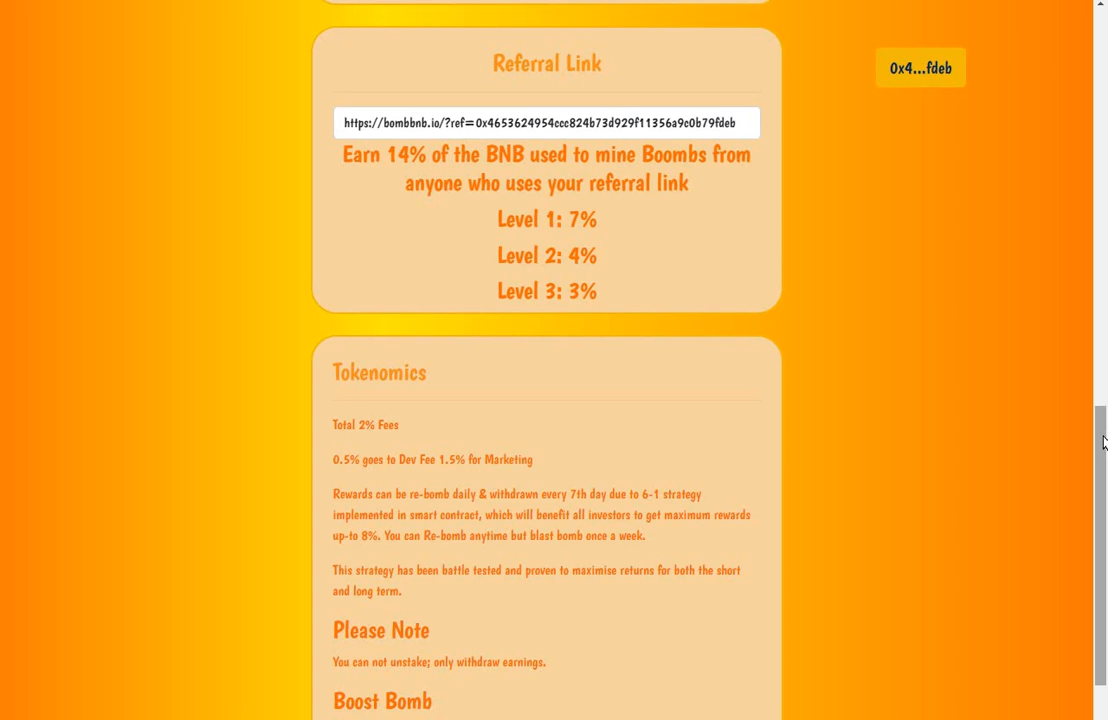 Referral Link
0x4...fdeb
https://bombbnb.io/?ref=0x4653624954ccc824b73d929f11356a9c0b79fdeb
Earn 14% of the BNB used to mine Boombs from
anyone who uses your referral link
Level 1: 7%
Level 2: 4%
Level 3: 3%
Tokenomics
Total 2% Fees
0.5% goes to Dev Fee 1.5% for Marketing
Rewards can be re-bomb daily & withdrawn every 7th day due to 6-1 strategy
implemented in smart contract, which will benefit all investors to get maximum rewards
up-to 8%. You can Re-bomb anytime but blast bomb once a week.
This strategy has been battle tested and proven to maximise returns for both the short
and long term.
Please Note
You can not unstake; only withdraw earnings.
Boost Bomb